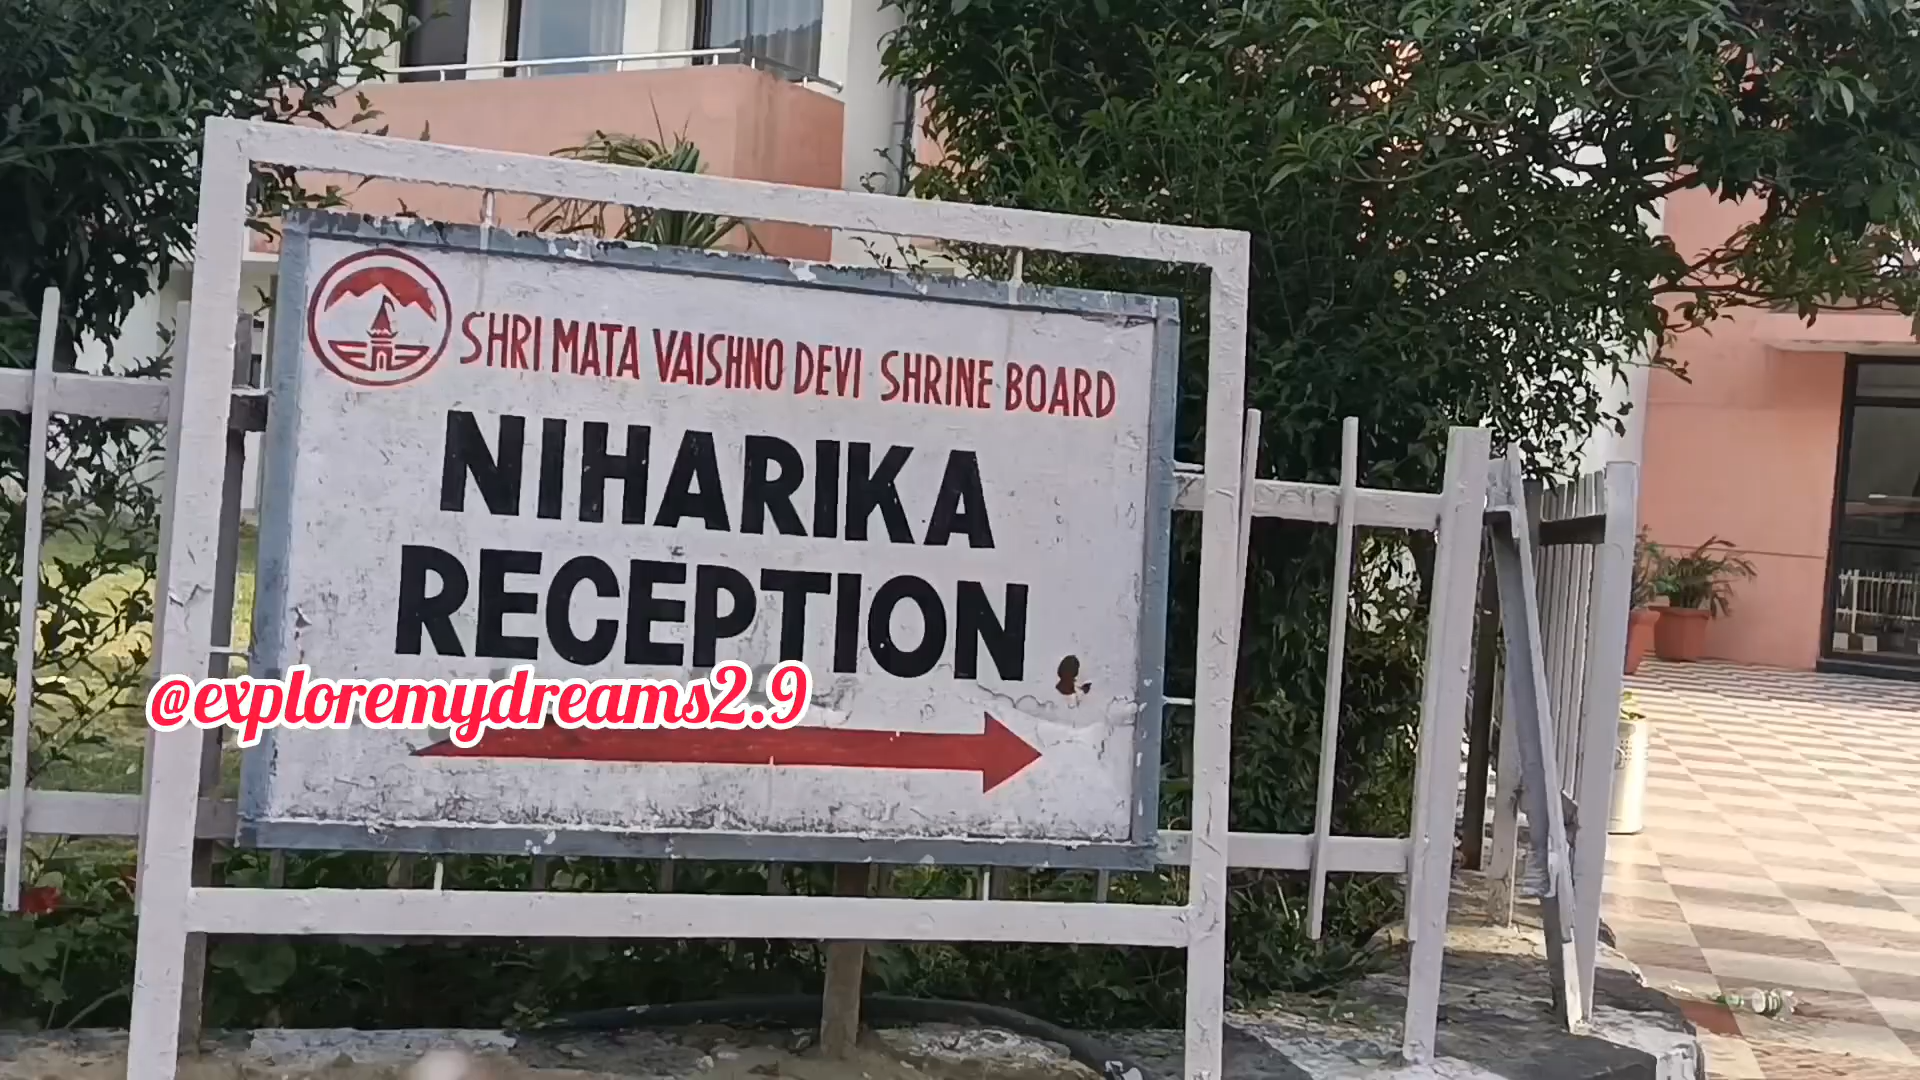 SHRI MATA VAISHNO DEVI SHRINE BOARD
NIHARIKA
RECEPTION
@exploremydreams2.9